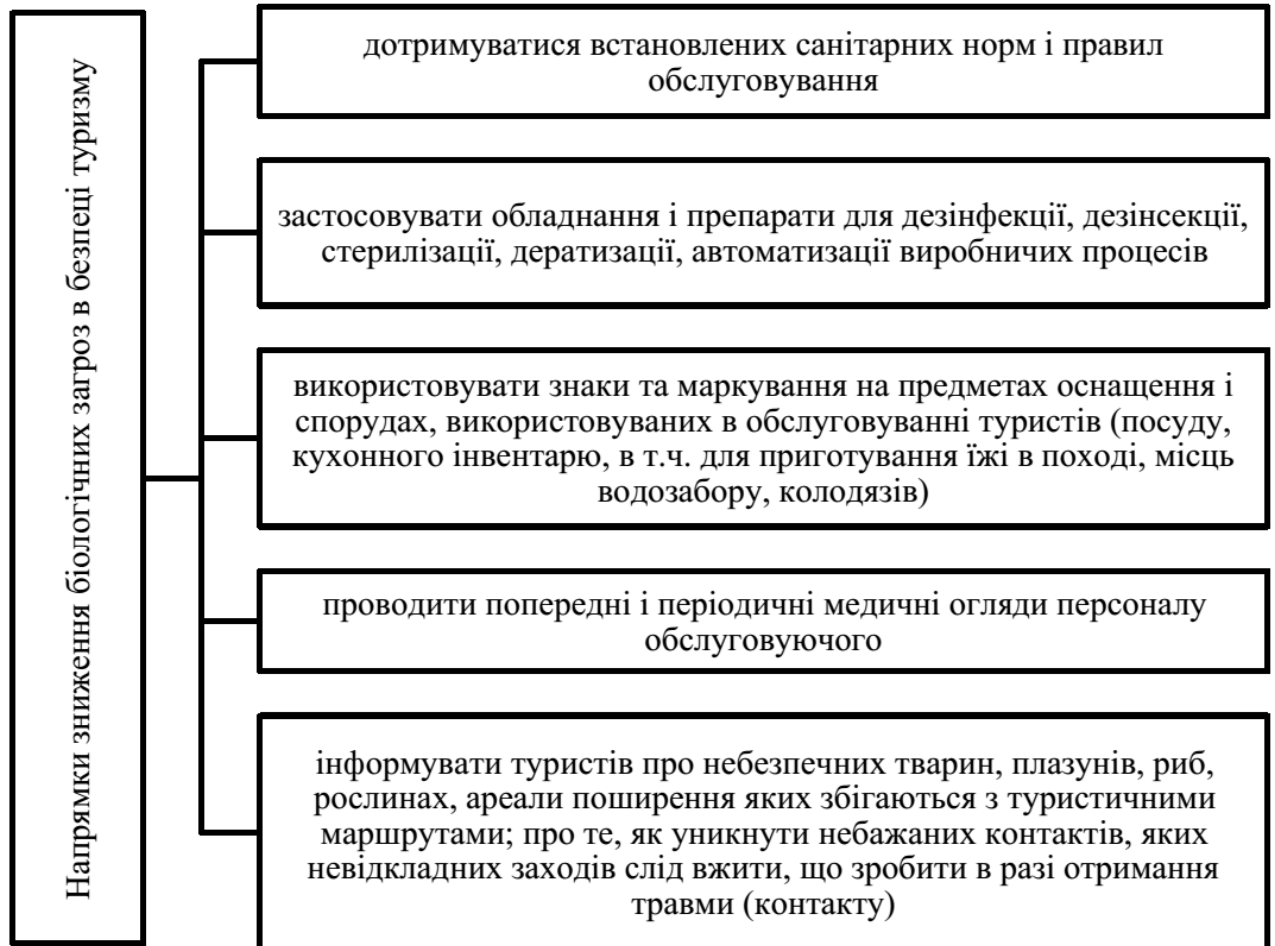 Напрямки зниження біологічних загроз в безпеці туризму
дотримуватися встановлених санітарних норм і правил
обслуговування
застосовувати обладнання і препарати для дезінфекції, дезінсекції,
стерилізації, дератизації, автоматизації виробничих процесів
використовувати знаки та маркування на предметах оснащення і
спорудах, використовуваних в обслуговуванні туристів (посуду,
кухонного інвентарю, в т.ч. для приготування їжі в поході, місць
водозабору, колодязів)
проводити попередні і періодичні медичні огляди персоналу
обслуговуючого
інформувати туристів про небезпечних тварин, плазунів, риб,
рослинах, ареали поширення яких збігаються з туристичними
маршрутами; про те, як уникнути небажаних контактів, яких
невідкладних заходів слід вжити, що зробити в разі отримання
травми (контакту)